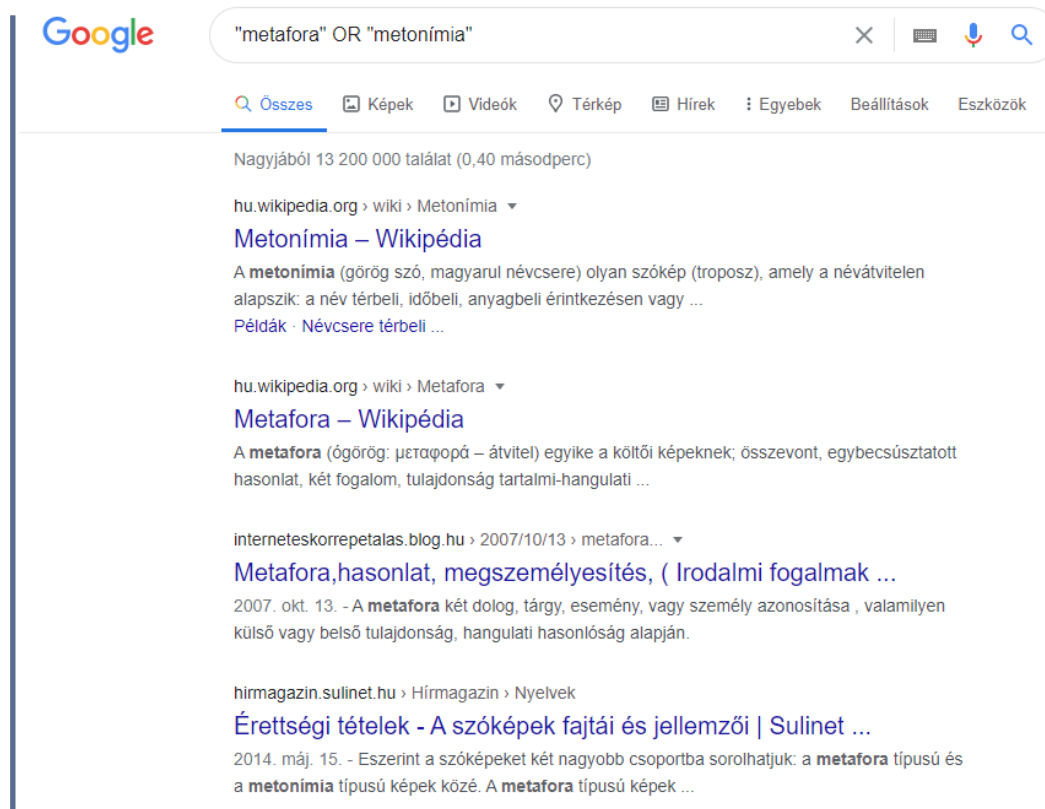 Google
"metafora" OR "metonímia"
Összes Képek Videók Térkép Hírek Egyebek Beállítások Eszközök
Nagyjából 13 200 000 találat (0,40 másodperc)
hu.wikipedia.org › wiki › Metonímia
Metonímia – Wikipédia
A metonímia (görög szó, magyarul névcsere) olyan szókép (troposz), amely a névátvitelen
alapszik: a név térbeli, időbeli, anyagbeli érintkezésen vagy ...
Példák · Névcsere térbeli ...
hu.wikipedia.org › wiki › Metafora
Metafora – Wikipédia
A metafora (ógörög: μεταφορά – átvitel) egyike a költői képeknek; összevont, egybecsúsztatott
hasonlat, két fogalom, tulajdonság tartalmi-hangulati ...
interneteskorrepetalas.blog.hu › 2007/10/13 › metafora...
Metafora,hasonlat, megszemélyesítés, ( Irodalmi fogalmak ...
2007. okt. 13. - A metafora két dolog, tárgy, esemény, vagy személy azonosítása , valamilyen
külső vagy belső tulajdonság, hangulati hasonlóság alapján.
hirmagazin.sulinet.hu › Hírmagazin › Nyelvek
Érettségi tételek - A szóképek fajtái és jellemzői | Sulinet ...
2014. máj. 15. - Eszerint a szóképeket két nagyobb csoportba sorolhatjuk: a metafora típusú és
a metonímia típusú képek közé. A metafora típusú képek ...